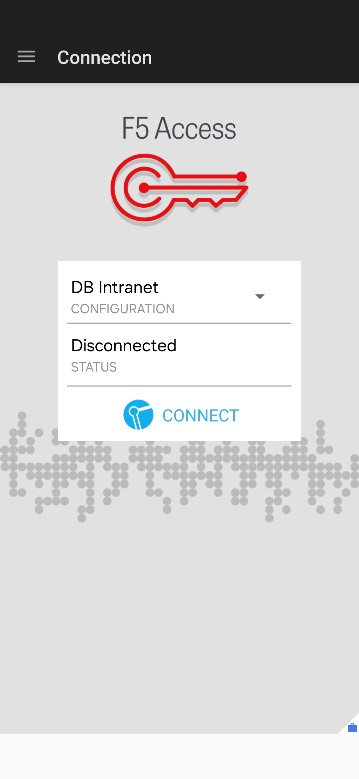 Connection
F5 Access
DB Intranet
CONFIGURATION
Disconnected
STATUS
CONNECT